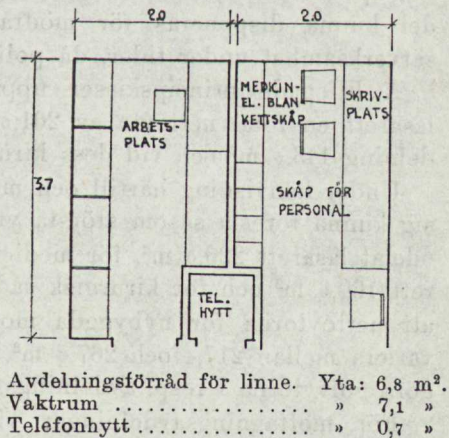 2.0 2.0
MEDICIN-
EL. BLAN
KETTSKÅP
SKRIV-
PLATS
ARBETS-
PLATS
3.7
SKÅP FÖR
PERSONAL
TEL.
HYTT
Avdelningsförråd för linne. Yta: 6,8 m².
Vaktrum ..................... » 7,1 »
Telefonhytt .................. » 0,7 »